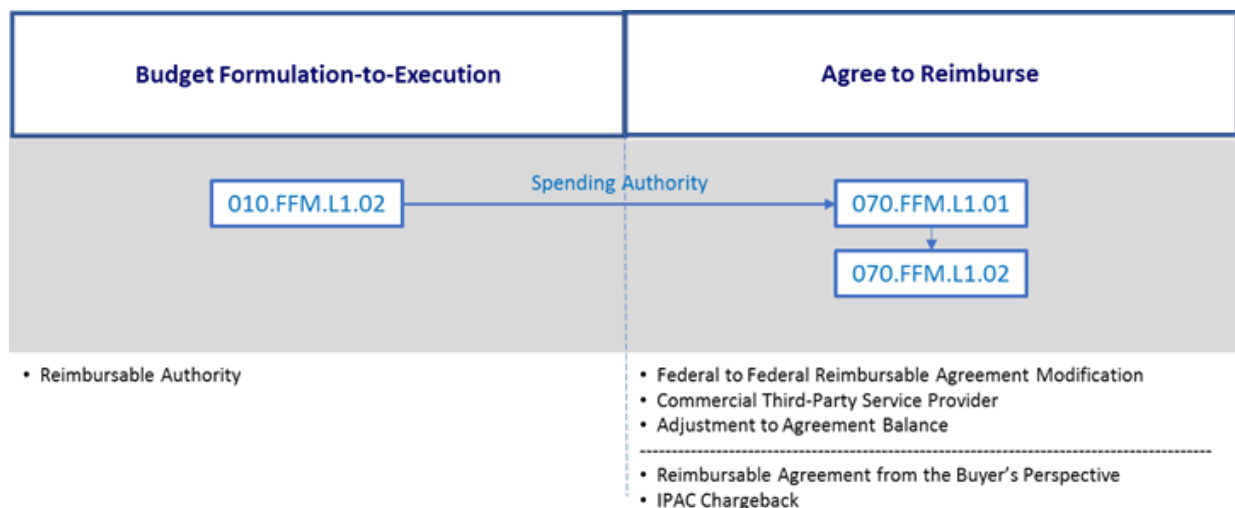 Budget Formulation-to-Execution
Agree to Reimburse
Spending Authority
010.FFM.L1.02
070.FFM.L1.01
070.FFM.L1.02
• Reimbursable Authority
• Federal to Federal Reimbursable Agreement Modification
• Commercial Third-Party Service Provider
• Adjustment to Agreement Balance
• Reimbursable Agreement from the Buyer's Perspective
• IPAC Chargeback